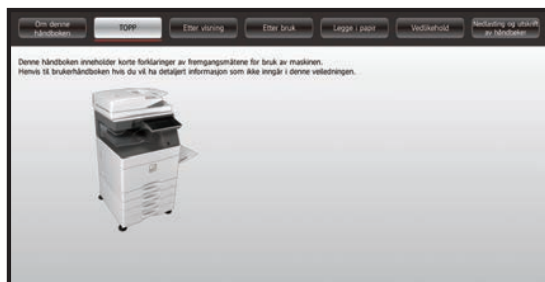 Om denne
håndboken
TOPP
Etter visning
Etter bruk
Legge i papir
Vedlikehold
Nedlasting og utskrift
av håndbøker
Denne håndboken inneholder korte forklaringer av fremgangsmåtene for bruk av maskinen.
Henvis til brukerhåndboken hvis du vil ha detaljert informasjon som ikke inngår i denne veiledningen.